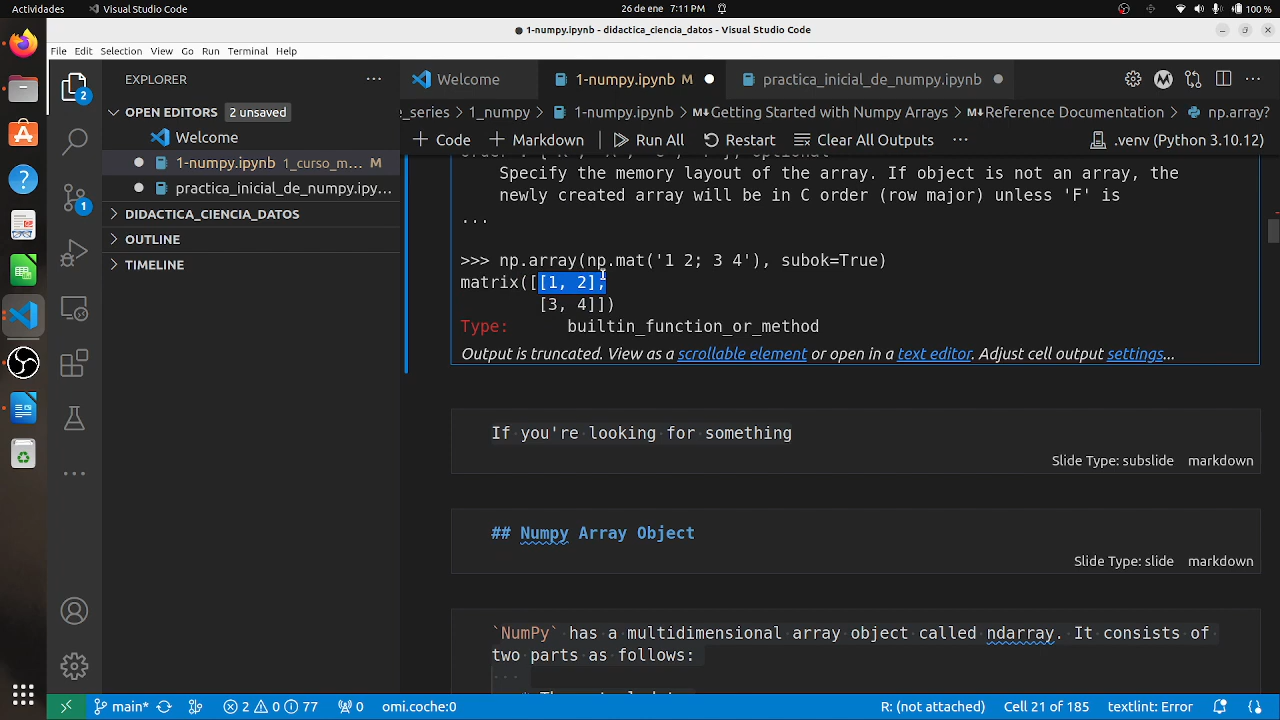 Actividades
Visual Studio Code
26 de ene 7:11 PM
100 %
1-numpy.ipynb - didactica_ciencia_datos - Visual Studio Code
File Edit Selection View Go Run Terminal Help
EXPLORER
Welcome
1-numpy.ipynb M
practica_inicial_de_numpy.ipynb
2
OPEN EDITORS 2 unsaved
e_series > 1_numpy > 1-numpy.ipynb > Getting Started with Numpy Arrays > Reference Documentation > np.array?
Welcome
+ Code + Markdown Run All Restart Clear All Outputs ... .venv (Python 3.10.12)
1-numpy.ipynb 1_curso_m... M
practica_inicial_de_numpy.ipy...
1
DIDACTICA_CIENCIA_DATOS
OUTLINE
TIMELINE
Specify the memory layout of the array. If object is not an array, the
newly created array will be in C order (row major) unless 'F' is
...
>>> np.array(np.mat('1 2; 3 4'), subok=True)
matrix([[1, 2],
[3, 4]])
Type: builtin_function_or_method
Output is truncated. View as a scrollable element or open in a text editor. Adjust cell output settings...
If you're looking for something
Slide Type: subslide markdown
## Numpy Array Object
Slide Type: slide markdown
`NumPy` has a multidimensional array object called ndarray. It consists of
two parts as follows:
main* 2 0 77 0 omi.coche:0 R: (not attached) Cell 21 of 185 textlint: Error